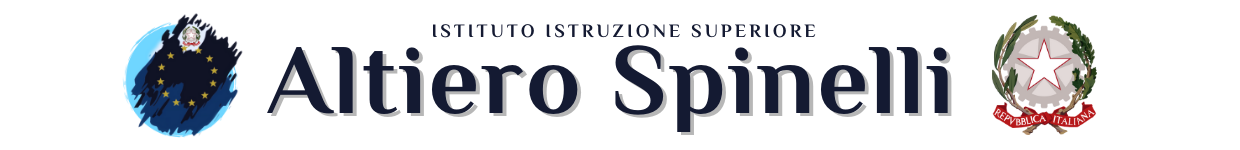 ISTITUTO ISTRUZIONE SUPERIORE
Altiero Spinelli
REPVBBLICA ITALIANA